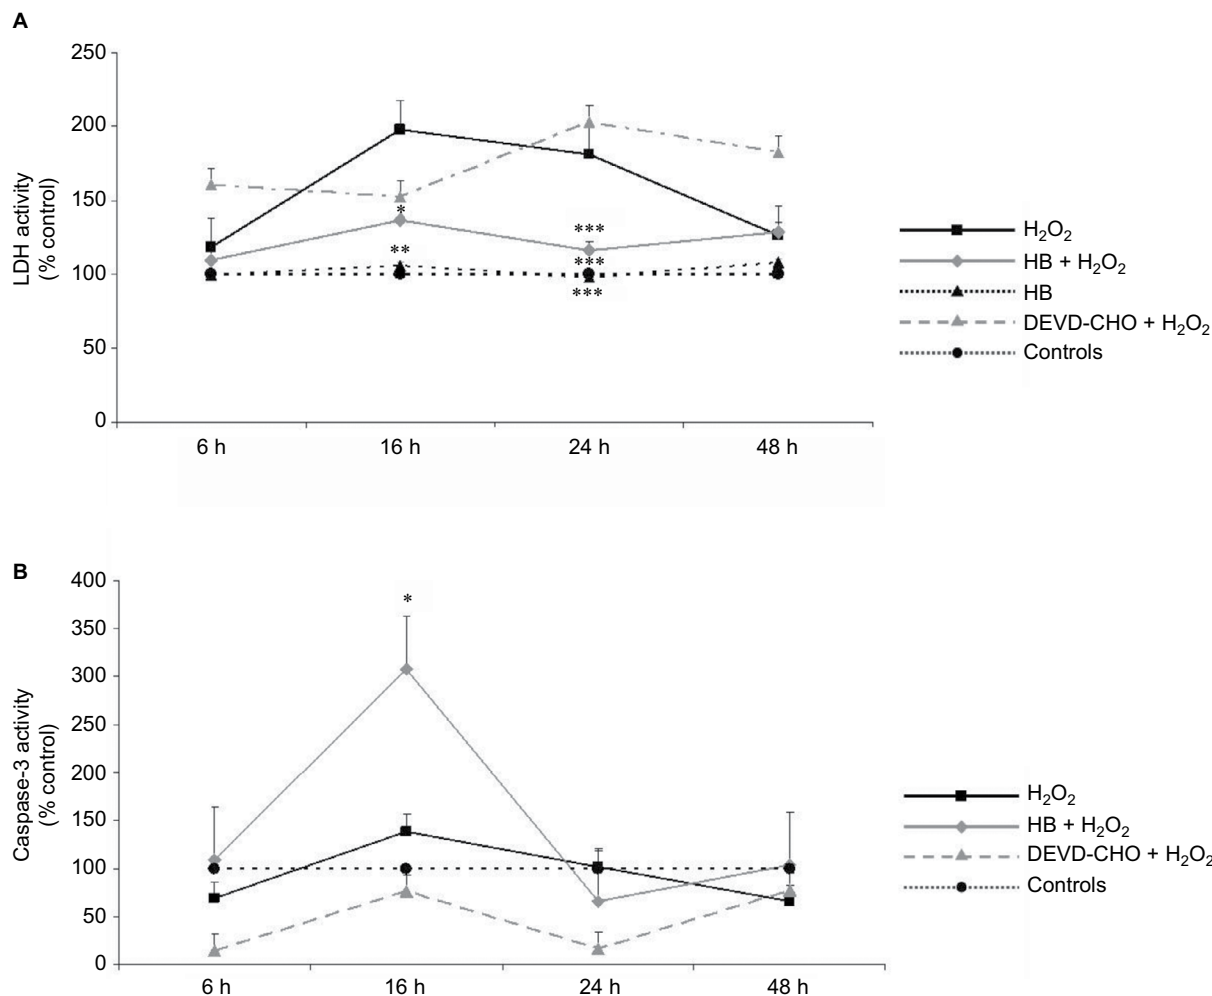 A
LDH activity
(% control)
250
200
150
100
50
0
*
**
***
***
***
6 h
16 h
24 h
48 h
H₂O₂
HB + H₂O₂
HB
DEVD-CHO + H₂O₂
Controls
B
Caspase-3 activity
(% control)
400
350
300
250
200
150
100
50
0
*
6 h
16 h
24 h
48 h
H₂O₂
HB + H₂O₂
DEVD-CHO + H₂O₂
Controls